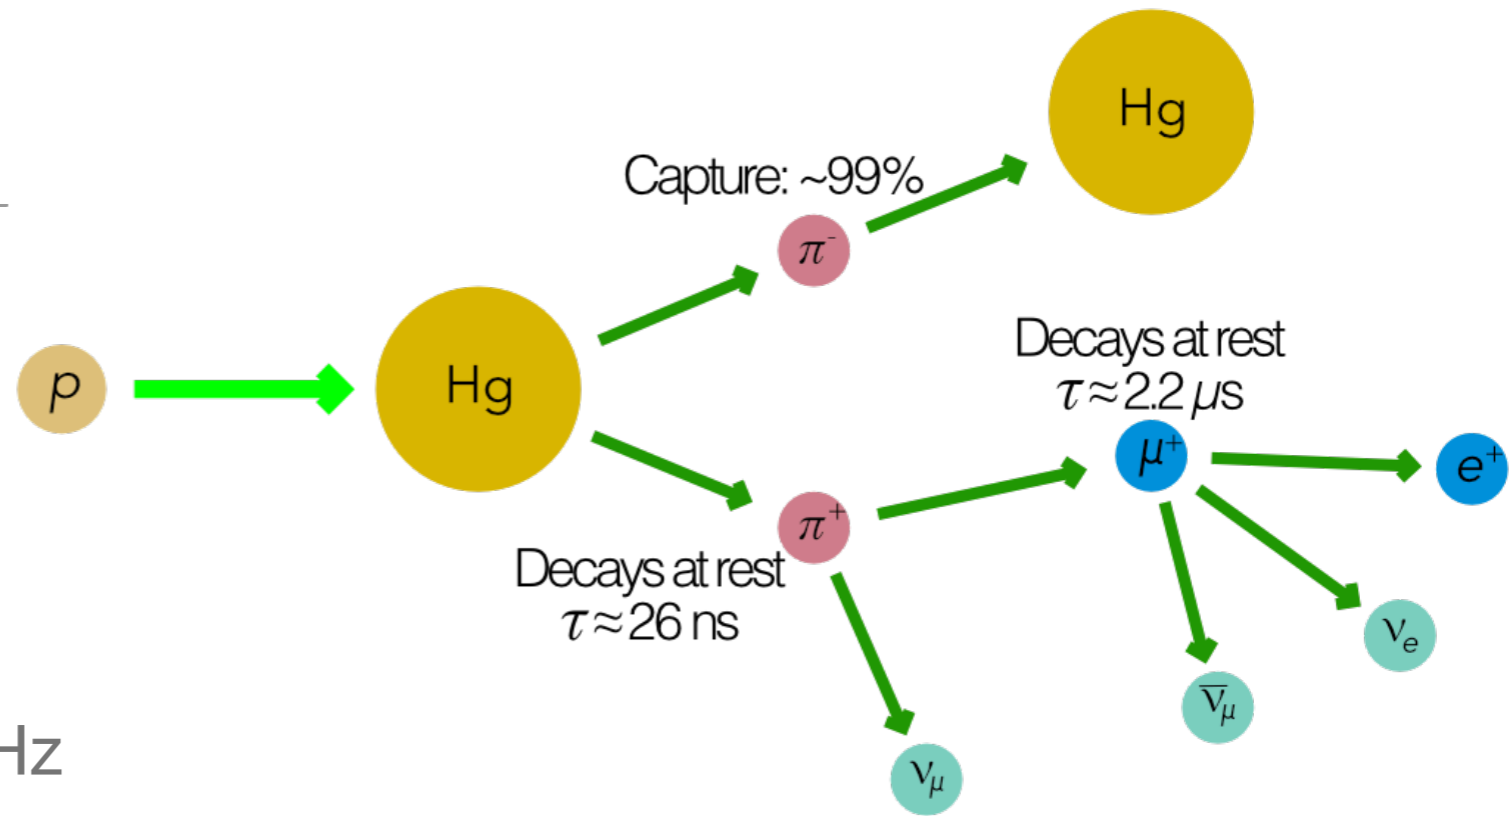 Hg
Capture: ~99%
π⁻
Decays at rest
τ≈2.2 μs
p
Hg
μ⁺
e⁺
π⁺
Decays at rest
τ≈26 ns
νe
ν̅μ
Hz
νμ